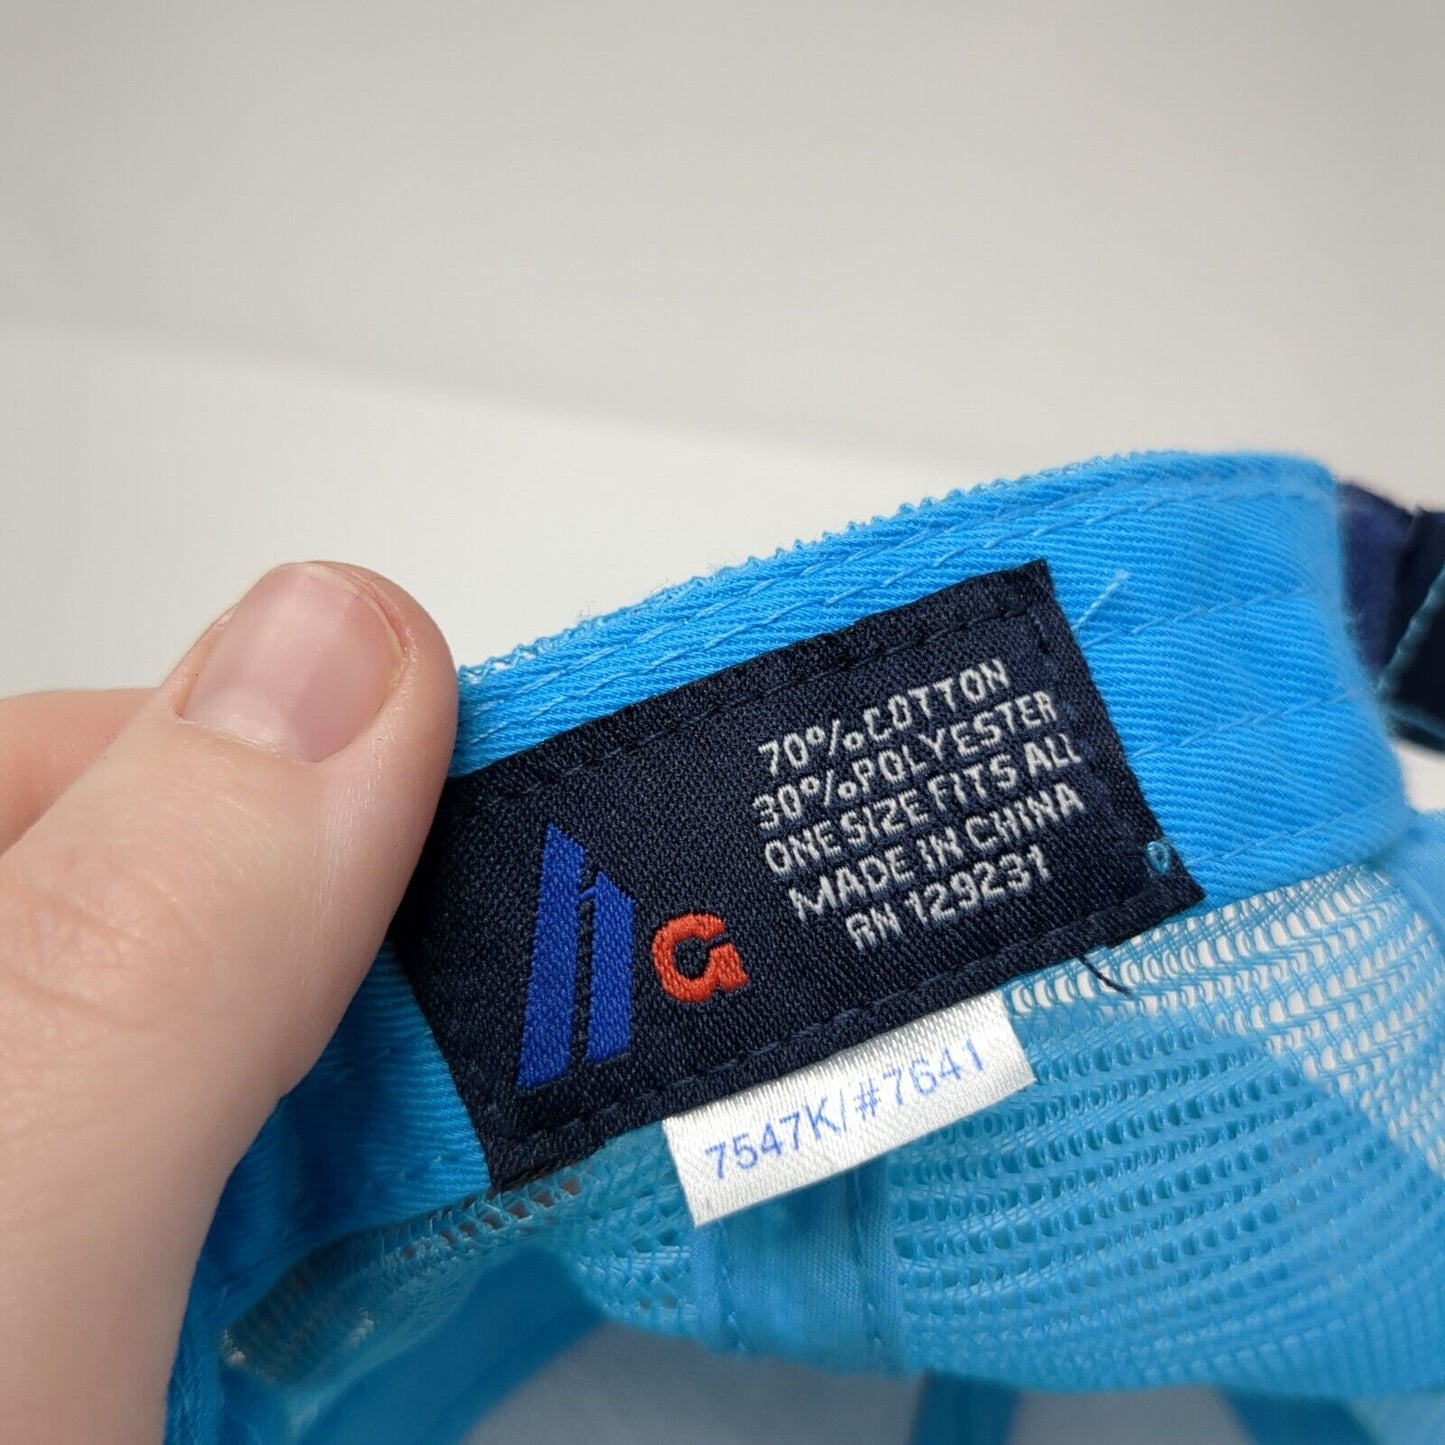 70%COTTON
30%POLYESTER
ONE SIZE FITS ALL
MADE IN CHINA
RN 129231
G
7547K/#7641